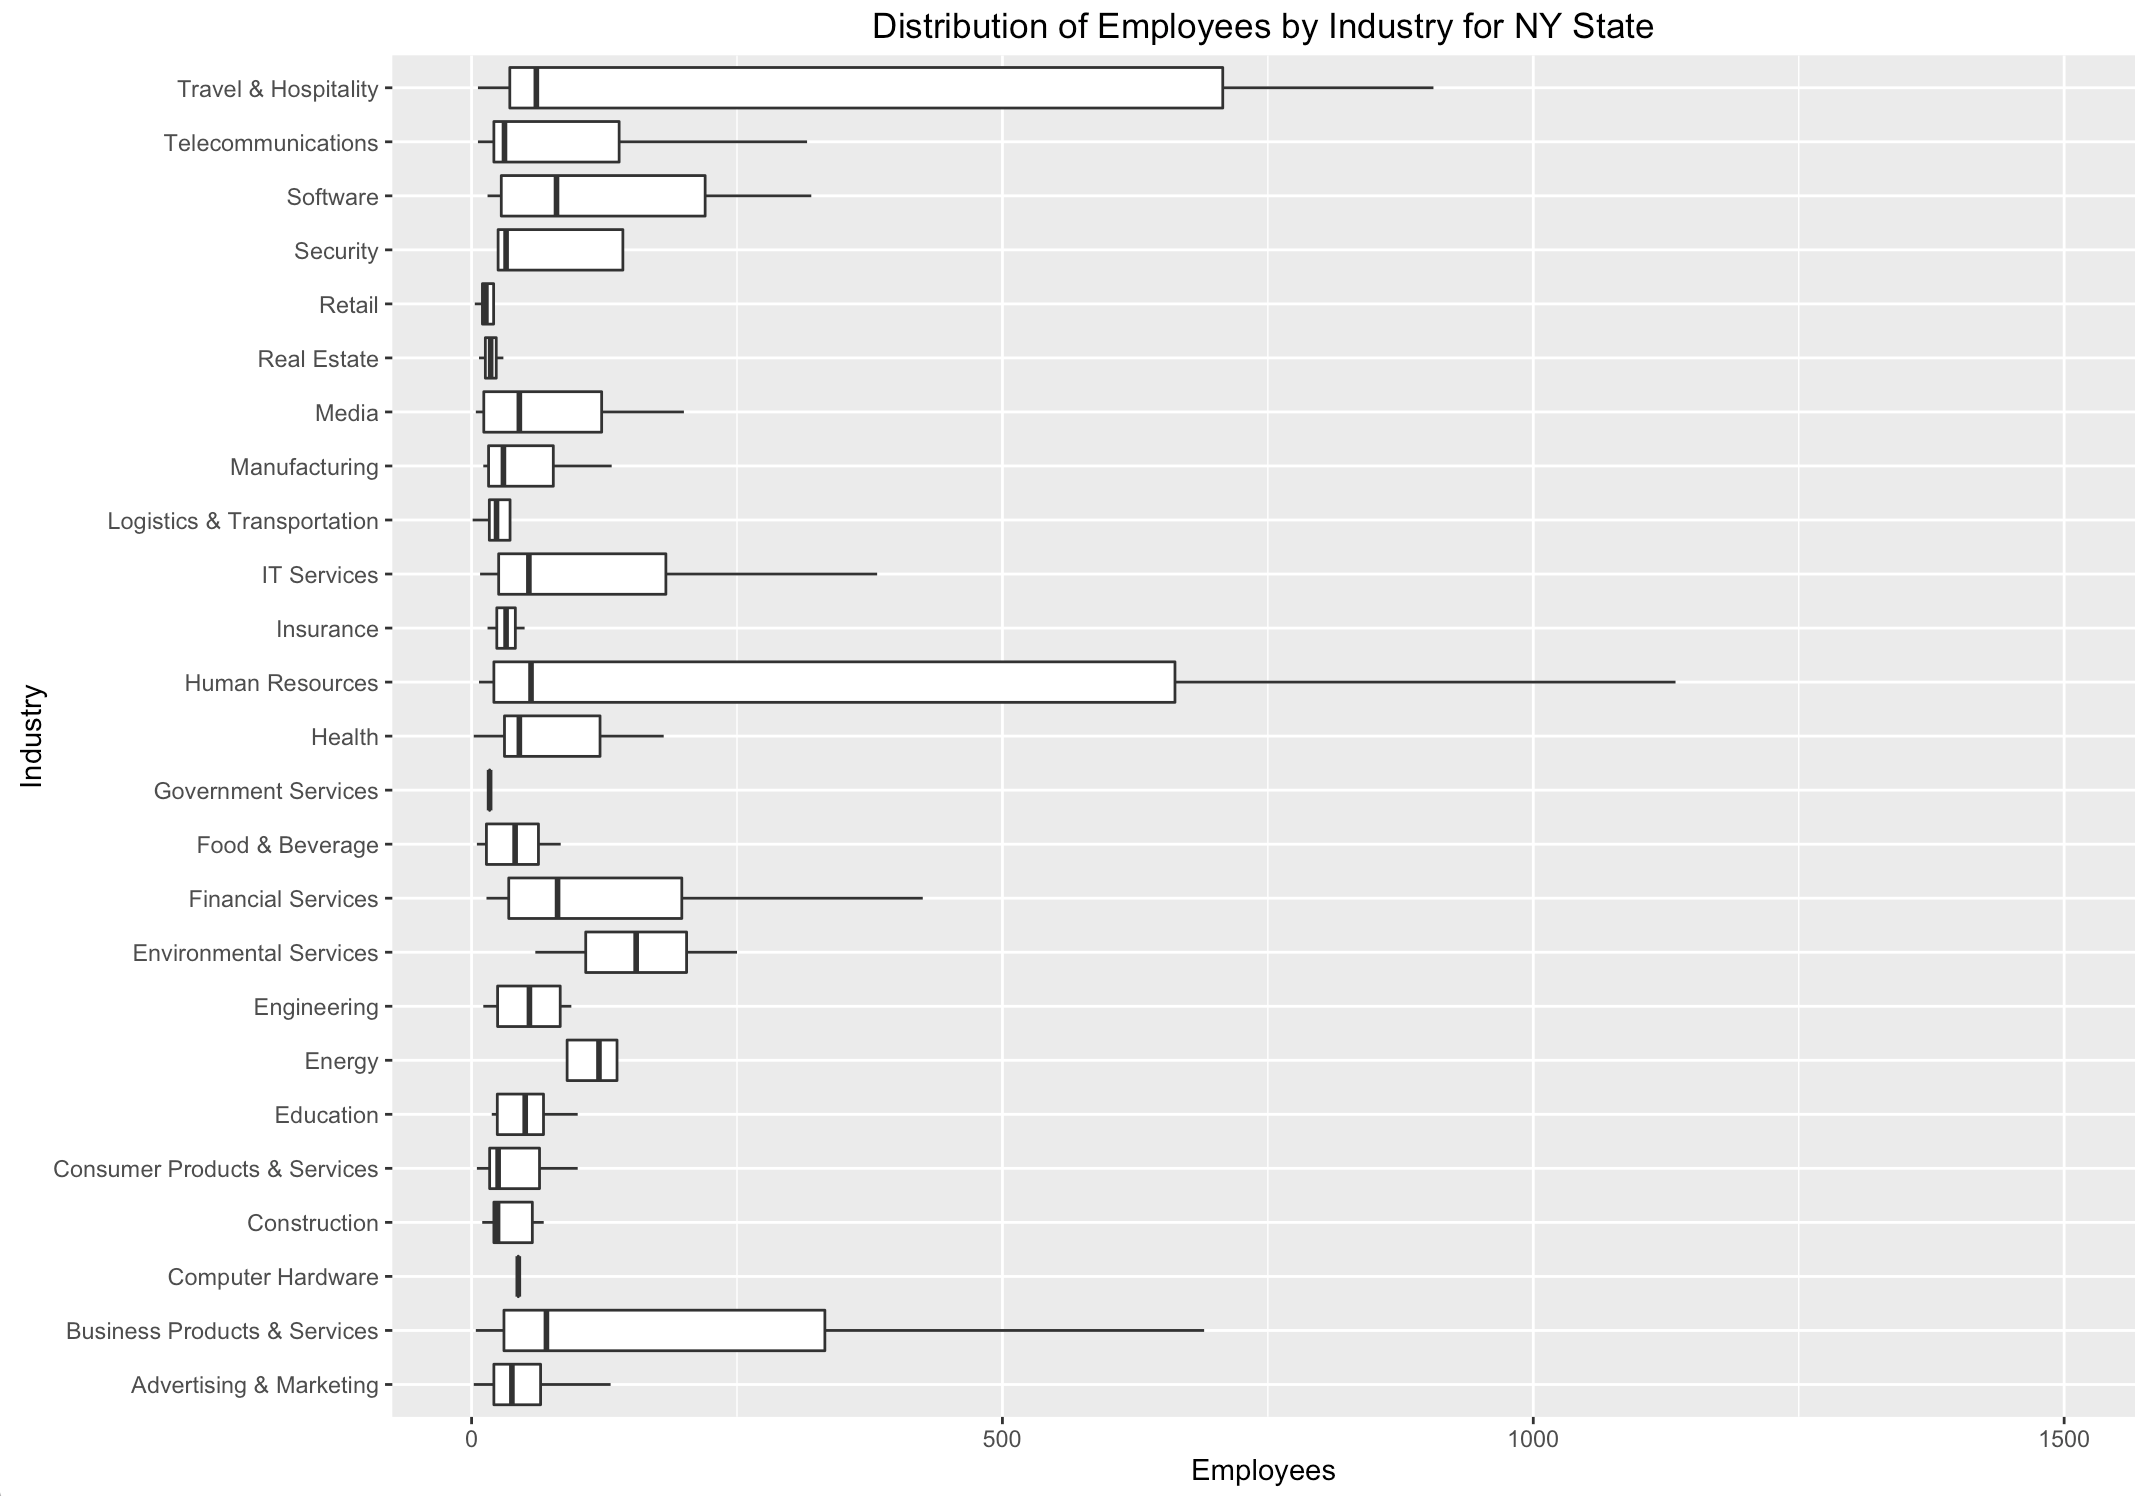 Distribution of Employees by Industry for NY State
Travel & Hospitality
Telecommunications
Software
Security
Retail
Real Estate
Media
Manufacturing
Logistics & Transportation
IT Services
Insurance
Human Resources
Health
Government Services
Food & Beverage
Financial Services
Environmental Services
Engineering
Energy
Education
Consumer Products & Services
Construction
Computer Hardware
Business Products & Services
Advertising & Marketing
Industry
0 500 1000 1500
Employees